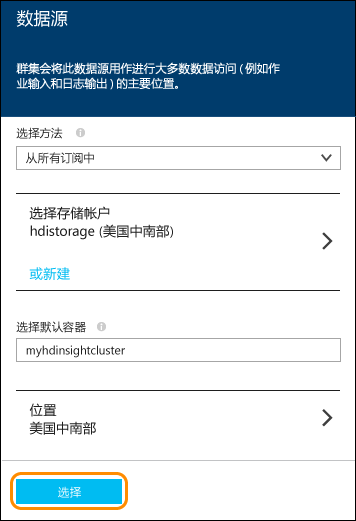 数据源
群集会将此数据源用作进行大多数数据访问 (例如作
业输入和日志输出) 的主要位置。
选择方法
从所有订阅中
选择存储帐户
hdistorage (美国中南部)
或新建
选择默认容器
myhdinsightcluster
位置
美国中南部
选择